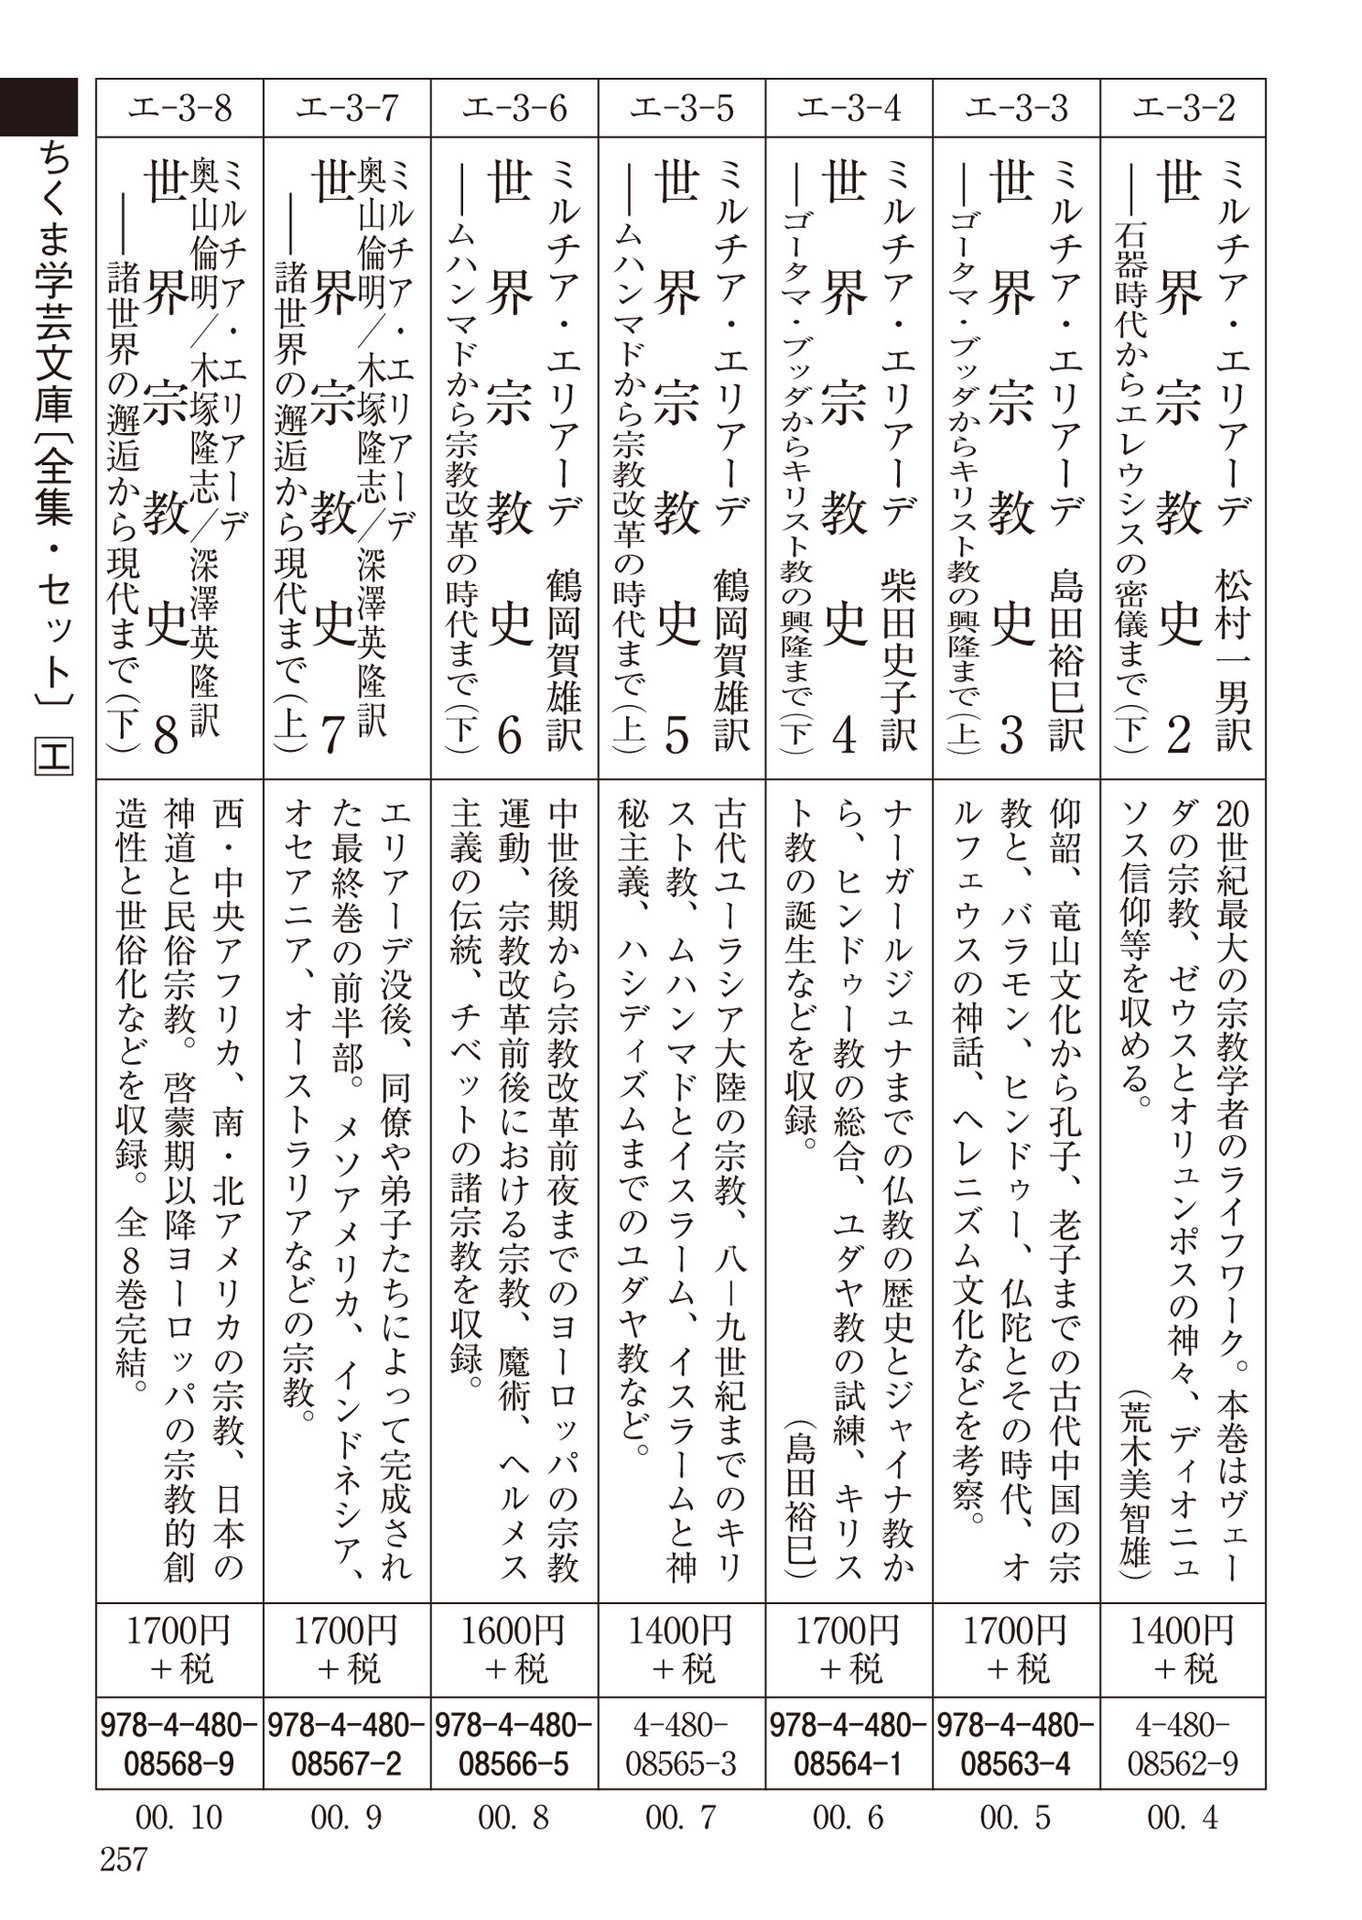 エ-3-2
ミルチア・エリアーデ 松村一男訳
世界宗教史 2
――石器時代からエレウシスの密儀まで(下)
20世紀最大の宗教学者のライフワーク。本巻はヴェー
ダの宗教、ゼウスとオリュンポスの神々、ディオニュ
ソス信仰等を収める。 (荒木美智雄)
1400円
+税
4-480-
08562-9
00. 4
エ-3-3
ミルチア・エリアーデ 島田裕巳訳
世界宗教史 3
――ゴータマ・ブッダからキリスト教の興隆まで(上)
仰韶、竜山文化から孔子、老子までの古代中国の宗
教と、バラモン、ヒンドゥー、仏陀とその時代、オ
ルフェウスの神話、ヘレニズム文化などを考察。
1700円
+税
978-4-480-
08563-4
00. 5
エ-3-4
ミルチア・エリアーデ 柴田史子訳
世界宗教史 4
――ゴータマ・ブッダからキリスト教の興隆まで(下)
ナーガールジュナまでの仏教の歴史とジャイナ教か
ら、ヒンドゥー教の総合、ユダヤ教の試練、キリス
ト教の誕生などを収録。 (島田裕巳)
1700円
+税
978-4-480-
08564-1
00. 6
エ-3-5
ミルチア・エリアーデ 鶴岡賀雄訳
世界宗教史 5
――ムハンマドから宗教改革の時代まで(上)
古代ユーラシア大陸の宗教、八―九世紀までのキリ
スト教、ムハンマドとイスラーム、イスラームと神
秘主義、ハシディズムまでのユダヤ教など。
1400円
+税
4-480-
08565-3
00. 7
エ-3-6
ミルチア・エリアーデ 鶴岡賀雄訳
世界宗教史 6
――ムハンマドから宗教改革の時代まで(下)
中世後期から宗教改革前夜までのヨーロッパの宗教
運動、宗教改革前後における宗教、魔術、ヘルメス
主義の伝統、チベットの諸宗教を収録。
1600円
+税
978-4-480-
08566-5
00. 8
エ-3-7
ミルチア・エリアーデ
奥山倫明/木塚隆志/深澤英隆訳
世界宗教史 7
――諸世界の邂逅から現代まで(上)
エリアーデ没後、同僚や弟子たちによって完成され
た最終巻の前半部。メソアメリカ、インドネシア、
オセアニア、オーストラリアなどの宗教。
1700円
+税
978-4-480-
08567-2
00. 9
エ-3-8
ミルチア・エリアーデ
奥山倫明/木塚隆志/深澤英隆訳
世界宗教史 8
――諸世界の邂逅から現代まで(下)
西・中央アフリカ、南・北アメリカの宗教、日本の
神道と民俗宗教。啓蒙期以降ヨーロッパの宗教的創
造性と世俗化などを収録。全8巻完結。
1700円
+税
978-4-480-
08568-9
00. 10
ちくま学芸文庫〔全集・セット〕 エ
257